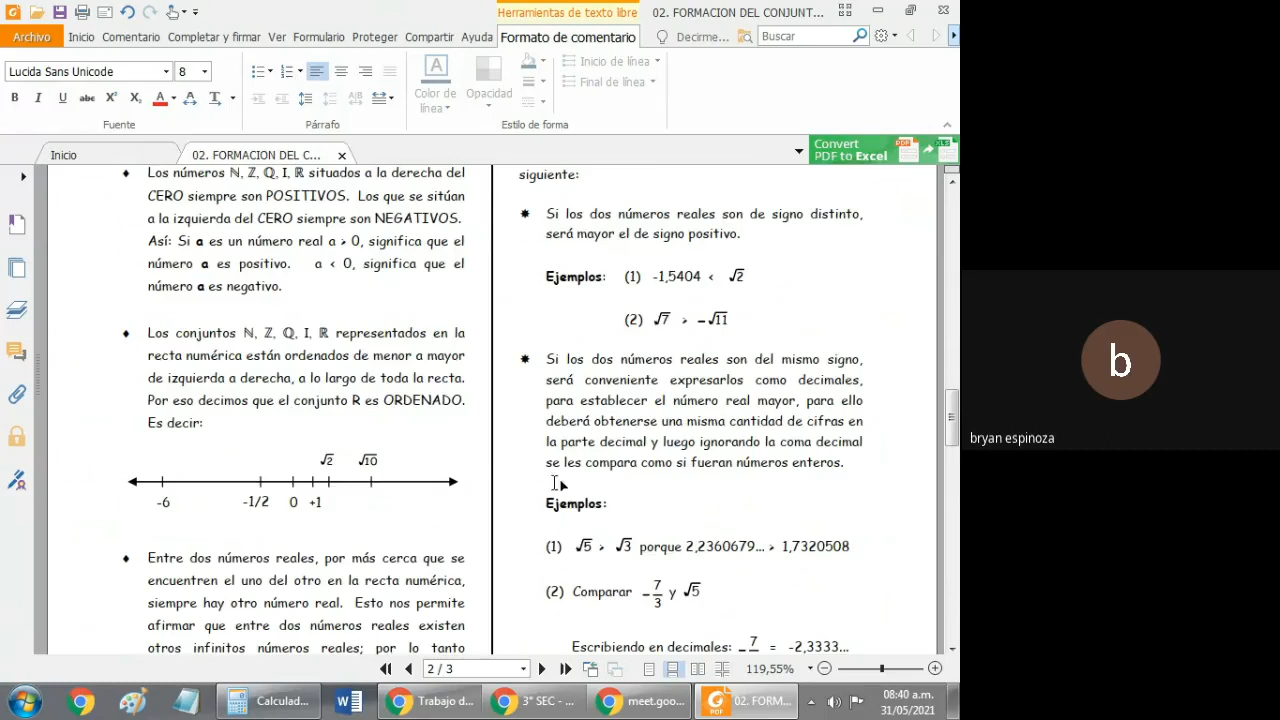 Herramientas de texto libre
02. FORMACION DEL CONJUNT...
Archivo
Inicio
Comentario
Completar y firmar
Ver
Formulario
Proteger
Compartir
Ayuda
Formato de comentario
Decirme...
Buscar
Lucida Sans Unicode
8
Color de línea
Opacidad
Inicio de línea
Final de línea
Fuente
Párrafo
Estilo de forma
Inicio
02. FORMACION DEL C...
Convert
PDF to Excel
Los números ℕ, ℤ, ℚ, I, ℝ situados a la derecha del
CERO siempre son POSITIVOS. Los que se sitúan
a la izquierda del CERO siempre son NEGATIVOS.
Así: Si a es un número real a > 0, significa que el
número a es positivo. a < 0, significa que el
número a es negativo.
Los conjuntos ℕ, ℤ, ℚ, I, ℝ representados en la
recta numérica están ordenados de menor a mayor
de izquierda a derecha, a lo largo de toda la recta.
Por eso decimos que el conjunto R es ORDENADO.
Es decir:
√2 √10
-6 -1/2 0 +1
Entre dos números reales, por más cerca que se
encuentren el uno del otro en la recta numérica,
siempre hay otro número real. Esto nos permite
afirmar que entre dos números reales existen
otros infinitos números reales; por lo tanto
siguiente:
Si los dos números reales son de signo distinto,
será mayor el de signo positivo.
Ejemplos: (1) -1,5404 < √2
(2) √7 > -√11
Si los dos números reales son del mismo signo,
será conveniente expresarlos como decimales,
para establecer el número real mayor, para ello
deberá obtenerse una misma cantidad de cifras en
la parte decimal y luego ignorando la coma decimal
se les compara como si fueran números enteros.
Ejemplos:
(1) √5 > √3 porque 2,2360679... > 1,7320508
(2) Comparar -7/3 y √5
Escribiendo en decimales: -7 = -2,3333...
2 / 3
119,55%
Calculad...
Trabajo d...
3° SEC - ...
meet.goo...
02. FORM...
08:40 a.m.
31/05/2021
b
bryan espinoza